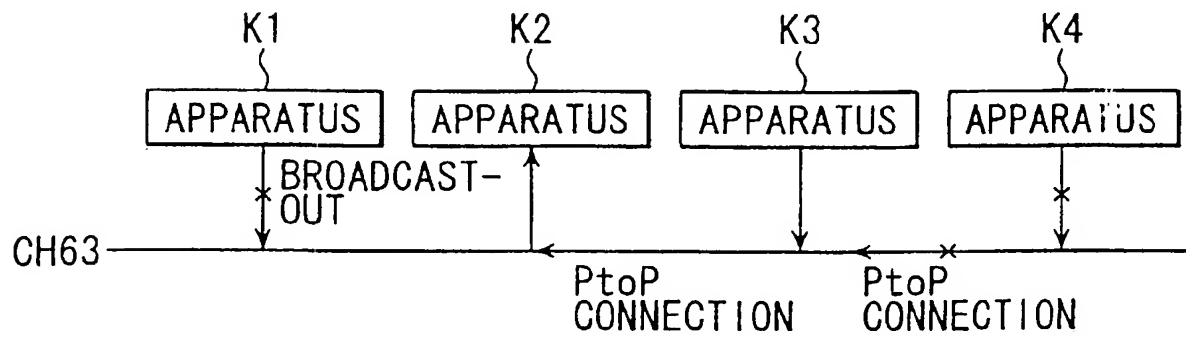 K1 K2 K3 K4
APPARATUS APPARATUS APPARATUS APPARATUS
BROADCAST-
OUT
CH63
PtoP PtoP
CONNECTION CONNECTION